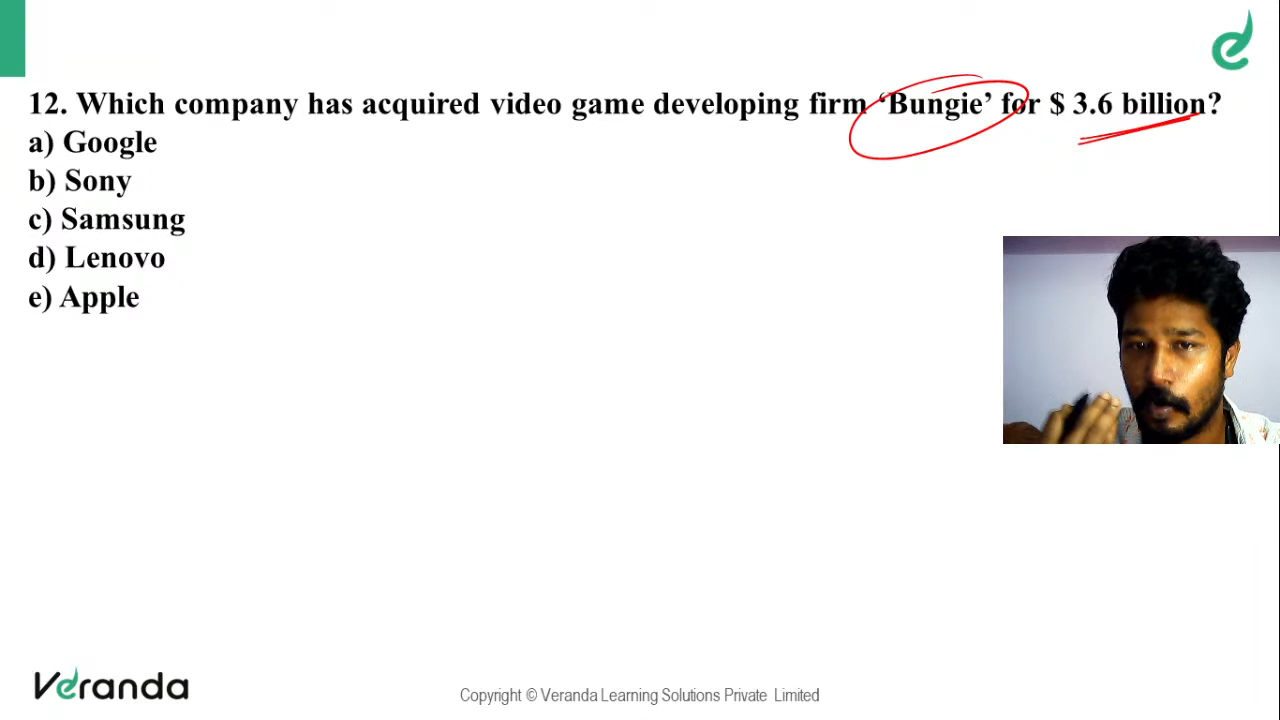 12. Which company has acquired video game developing firm ‘Bungie’ for $ 3.6 billion?
a) Google
b) Sony
c) Samsung
d) Lenovo
e) Apple
Veranda
Copyright © Veranda Learning Solutions Private Limited